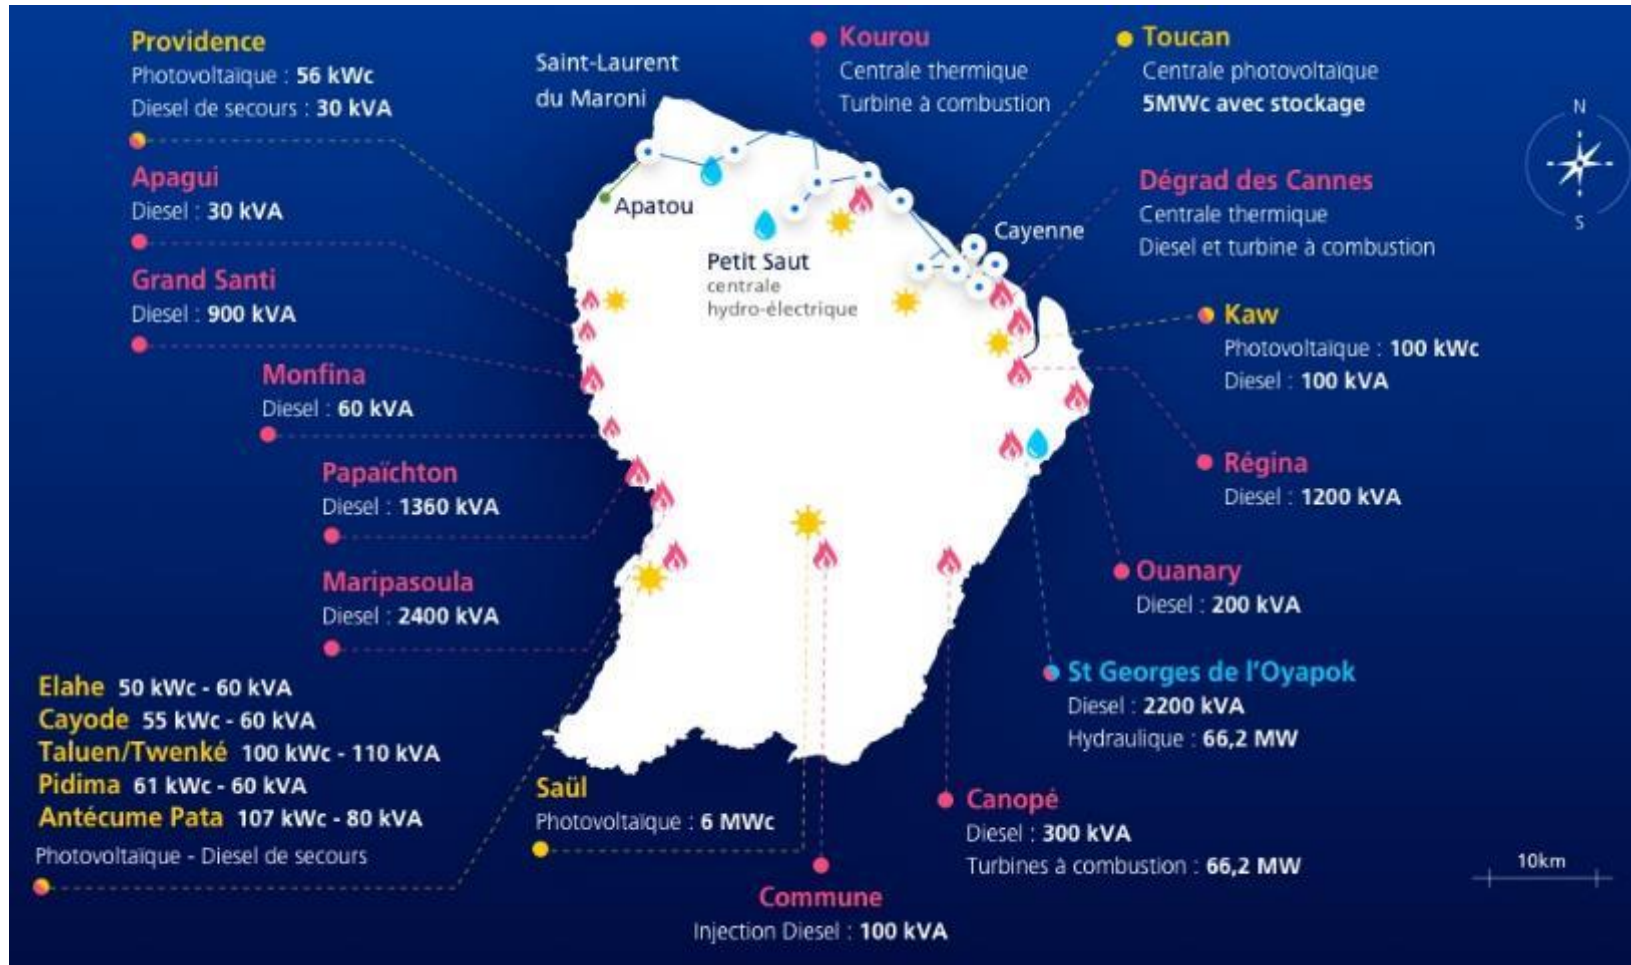 Providence
Photovoltaïque : 56 kWc
Diesel de secours : 30 kVA
Apagui
Diesel : 30 kVA
Grand Santi
Diesel : 900 kVA
Monfina
Diesel : 60 kVA
Papaïchton
Diesel : 1360 kVA
Maripasoula
Diesel : 2400 kVA
Elahe 50 kWc - 60 kVA
Cayode 55 kWc - 60 kVA
Taluen/Twenké 100 kWc - 110 kVA
Pidima 61 kWc - 60 kVA
Antécume Pata 107 kWc - 80 kVA
Photovoltaïque - Diesel de secours
Saint-Laurent
du Maroni
Apatou
Petit Saut
centrale
hydro-électrique
Cayenne
Kourou
Centrale thermique
Turbine à combustion
Toucan
Centrale photovoltaïque
5MWc avec stockage
N
S
Dégrad des Cannes
Centrale thermique
Diesel et turbine à combustion
Kaw
Photovoltaïque : 100 kWc
Diesel : 100 kVA
Régina
Diesel : 1200 kVA
Ouanary
Diesel : 200 kVA
St Georges de l'Oyapok
Diesel : 2200 kVA
Hydraulique : 66,2 MW
Canopé
Diesel : 300 kVA
Turbines à combustion : 66,2 MW
Saül
Photovoltaïque : 6 MWc
Commune
Injection Diesel : 100 kVA
10km